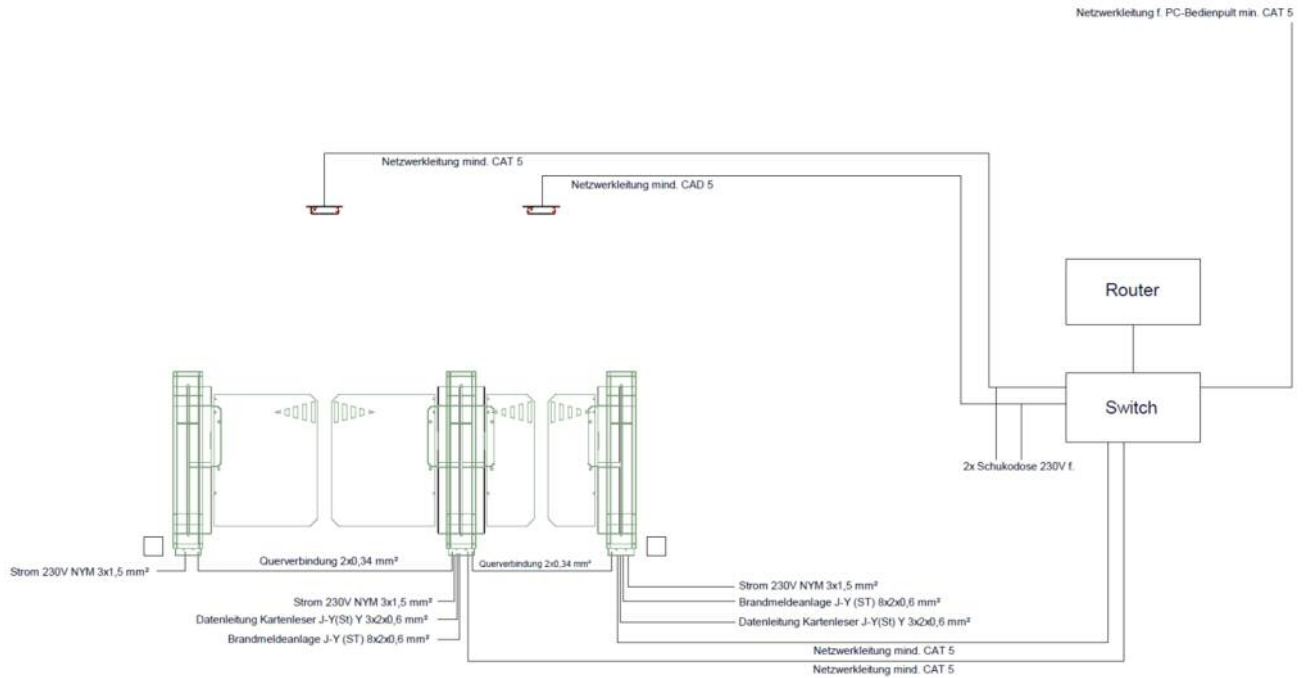 Netzwerkleitung f. PC-Bedienpult min. CAT 5
Netzwerkleitung mind. CAT 5
Netzwerkleitung mind. CAD 5
Router
Switch
2x Schukodose 230V f.
Strom 230V NYM 3x1,5 mm²
Querverbindung 2x0,34 mm²
Querverbindung 2x0,34 mm²
Strom 230V NYM 3x1,5 mm²
Datenleitung Kartenleser J-Y(St) Y 3x2x0,6 mm²
Brandmeldeanlage J-Y (ST) 8x2x0,6 mm²
Strom 230V NYM 3x1,5 mm²
Brandmeldeanlage J-Y (ST) 8x2x0,6 mm²
Datenleitung Kartenleser J-Y(St) Y 3x2x0,6 mm²
Netzwerkleitung mind. CAT 5
Netzwerkleitung mind. CAT 5